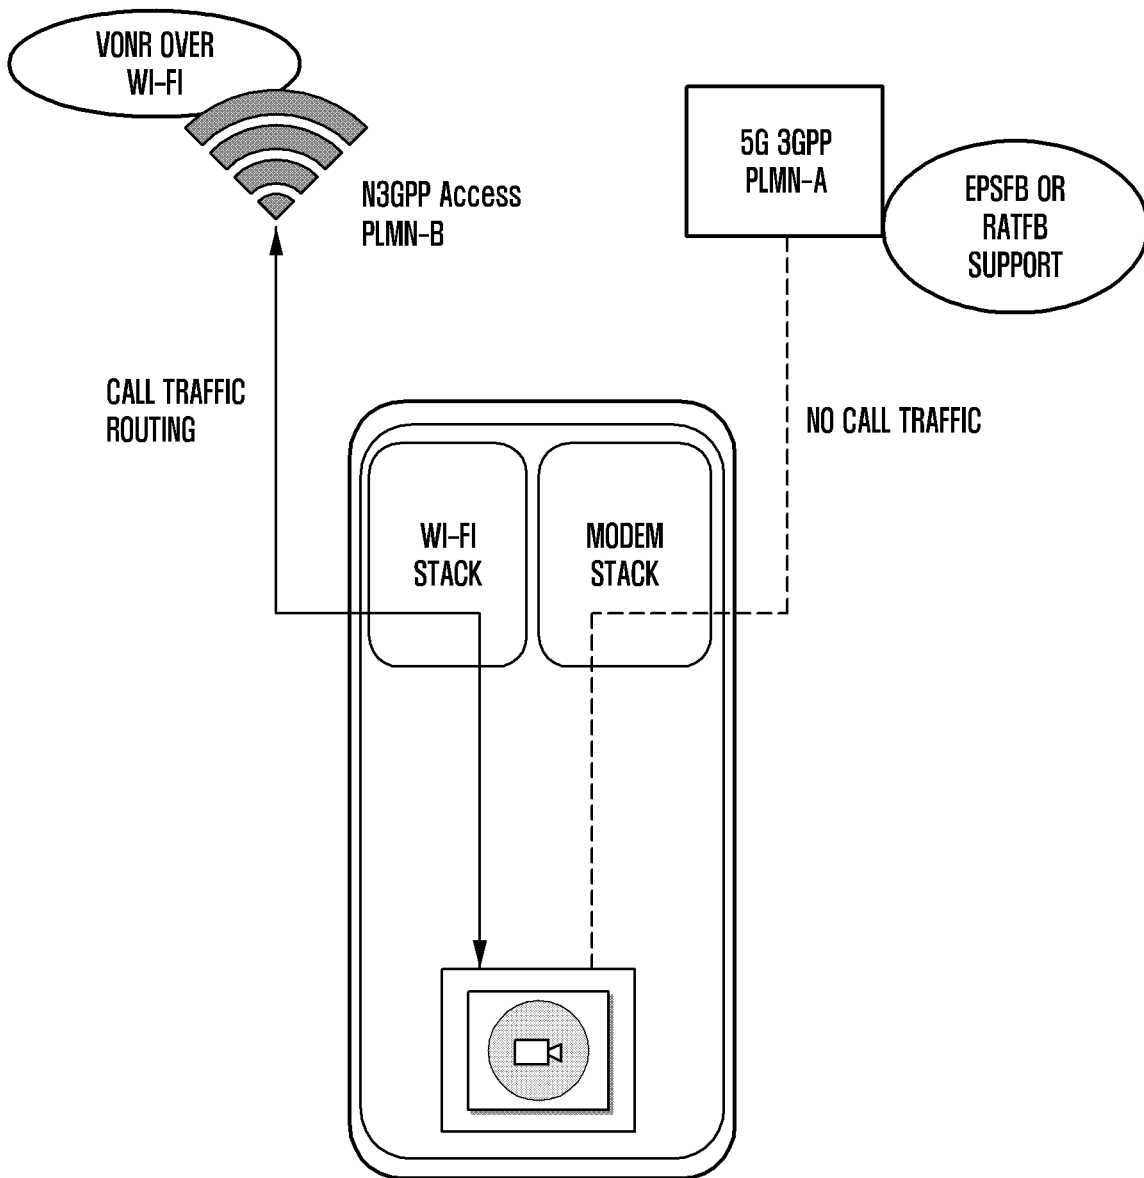 VONR OVER
WI-FI
N3GPP Access
PLMN-B
5G 3GPP
PLMN-A
EPSFB OR
RATFB
SUPPORT
CALL TRAFFIC
ROUTING
NO CALL TRAFFIC
WI-FI
STACK
MODEM
STACK